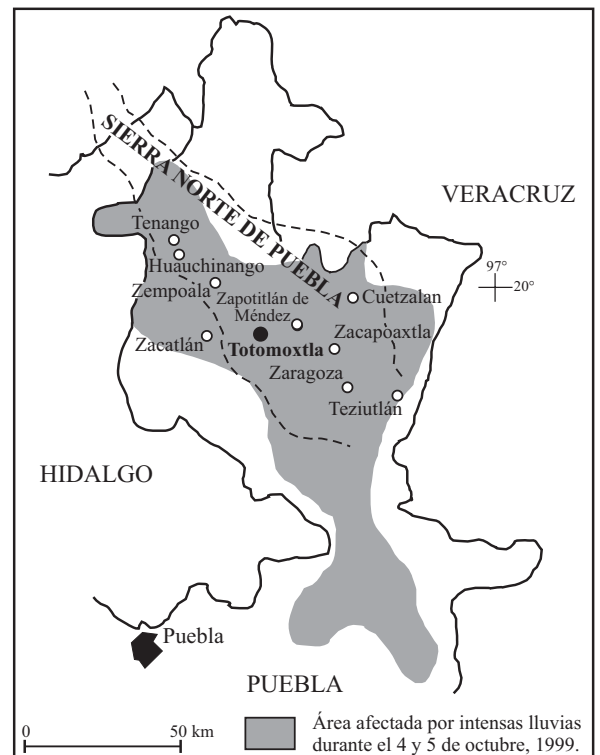 SIERRA NORTE DE PUEBLA
VERACRUZ
97°
20°
Tenango
Huauchinango
Zempoala
Zapotitlán de
Méndez
Cuetzalan
Zacapoaxtla
Zacatlán
Totomoxtla
Zaragoza
Teziutlán
HIDALGO
Puebla
PUEBLA
0
50 km
Área afectada por intensas lluvias
durante el 4 y 5 de octubre, 1999.